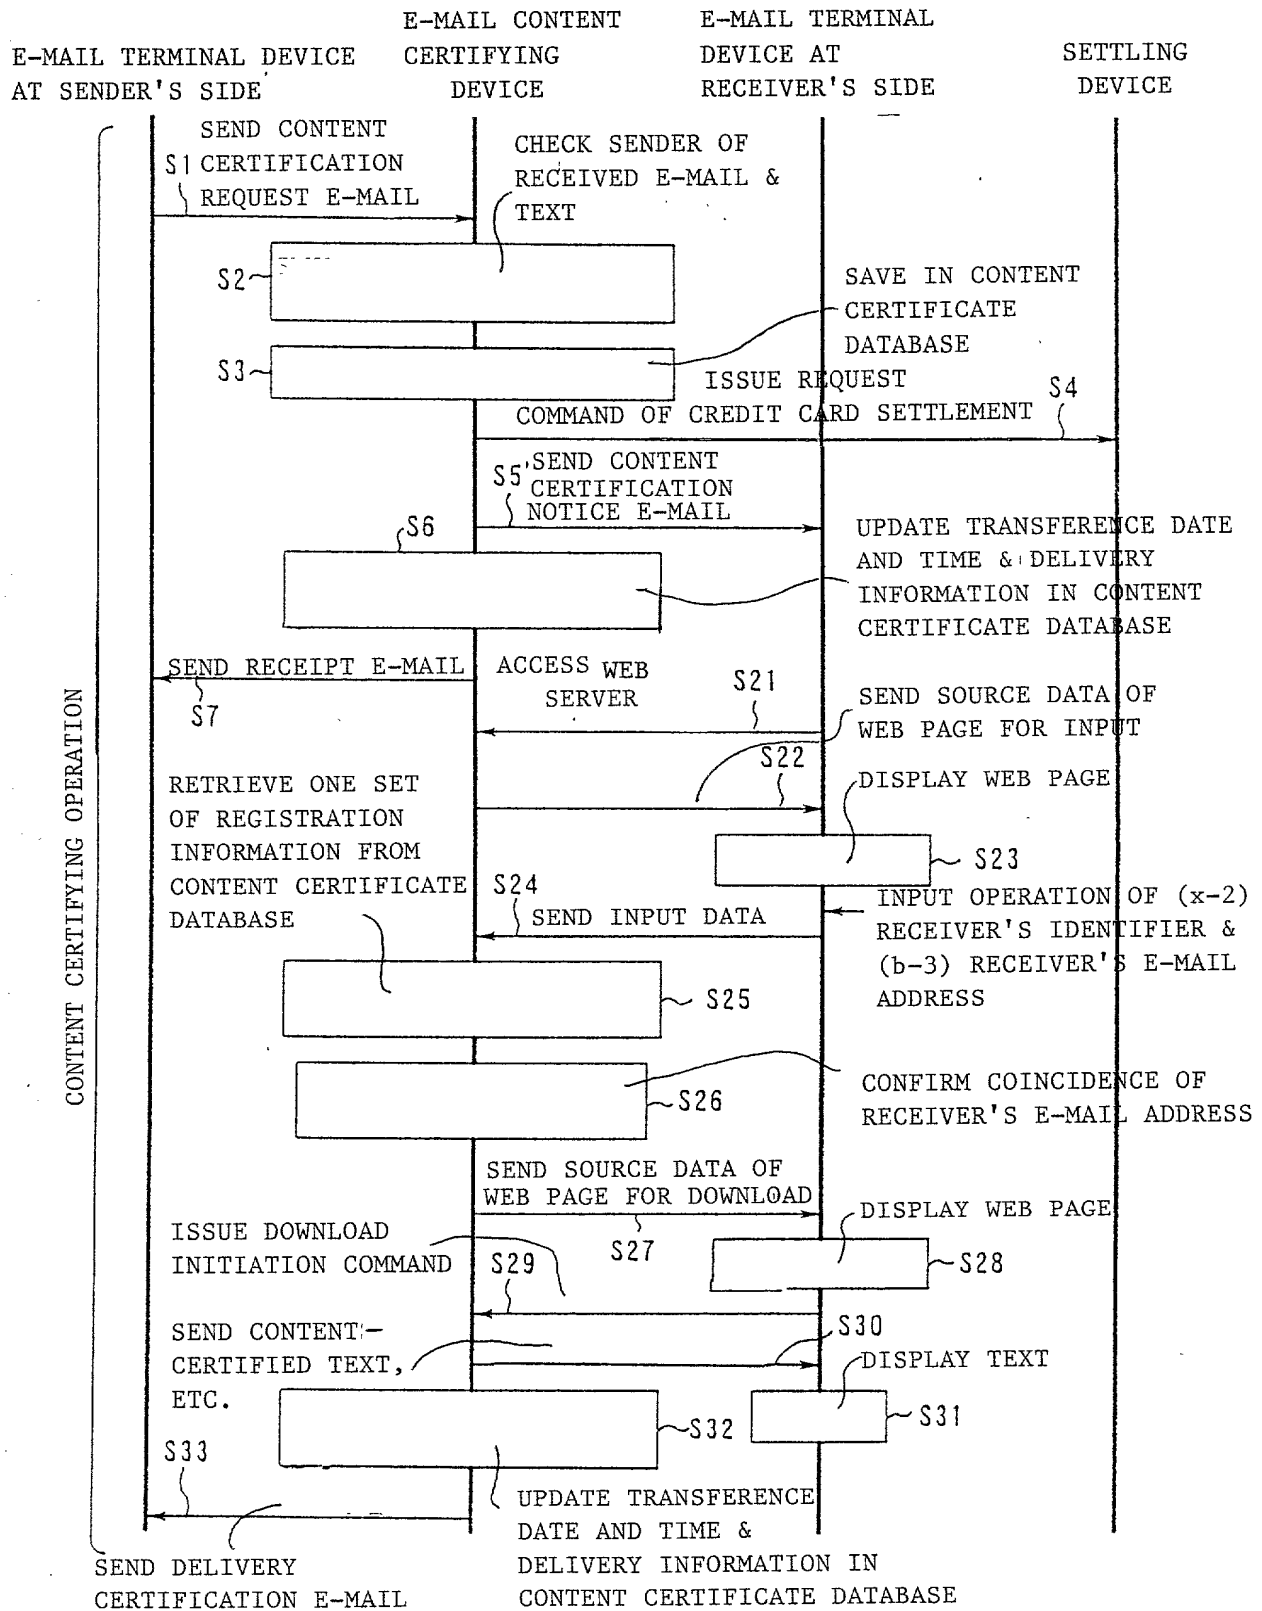 E-MAIL TERMINAL DEVICE
AT SENDER'S SIDE
E-MAIL CONTENT
CERTIFYING
DEVICE
E-MAIL TERMINAL
DEVICE AT
RECEIVER'S SIDE
SETTLING
DEVICE
CONTENT CERTIFYING OPERATION
S1
SEND CONTENT
CERTIFICATION
REQUEST E-MAIL
CHECK SENDER OF
RECEIVED E-MAIL &
TEXT
S2
SAVE IN CONTENT
CERTIFICATE
DATABASE
S3
ISSUE REQUEST
COMMAND OF CREDIT CARD SETTLEMENT
S4
S5
SEND CONTENT
CERTIFICATION
NOTICE E-MAIL
S6
UPDATE TRANSFERENCE DATE
AND TIME & DELIVERY
INFORMATION IN CONTENT
CERTIFICATE DATABASE
SEND RECEIPT E-MAIL
S7
ACCESS WEB
SERVER
S21
SEND SOURCE DATA OF
WEB PAGE FOR INPUT
S22
DISPLAY WEB PAGE
S23
RETRIEVE ONE SET
OF REGISTRATION
INFORMATION FROM
CONTENT CERTIFICATE
DATABASE
S24
SEND INPUT DATA
INPUT OPERATION OF (x-2)
RECEIVER'S IDENTIFIER &
(b-3) RECEIVER'S E-MAIL
ADDRESS
S25
S26
CONFIRM COINCIDENCE OF
RECEIVER'S E-MAIL ADDRESS
SEND SOURCE DATA OF
WEB PAGE FOR DOWNLOAD
S27
DISPLAY WEB PAGE
S28
ISSUE DOWNLOAD
INITIATION COMMAND
S29
SEND CONTENT-
CERTIFIED TEXT,
ETC.
S30
DISPLAY TEXT
S31
S32
S33
UPDATE TRANSFERENCE
DATE AND TIME &
DELIVERY INFORMATION IN
CONTENT CERTIFICATE DATABASE
SEND DELIVERY
CERTIFICATION E-MAIL